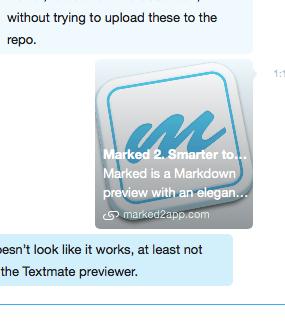 without trying to upload these to the
repo.
1:1
Marked 2. Smarter to...
Marked is a Markdown
preview with an elegan...
marked2app.com
esn't look like it works, at least not
the Textmate previewer.